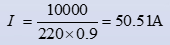 I = 10000 / (220×0.9) = 50.51A